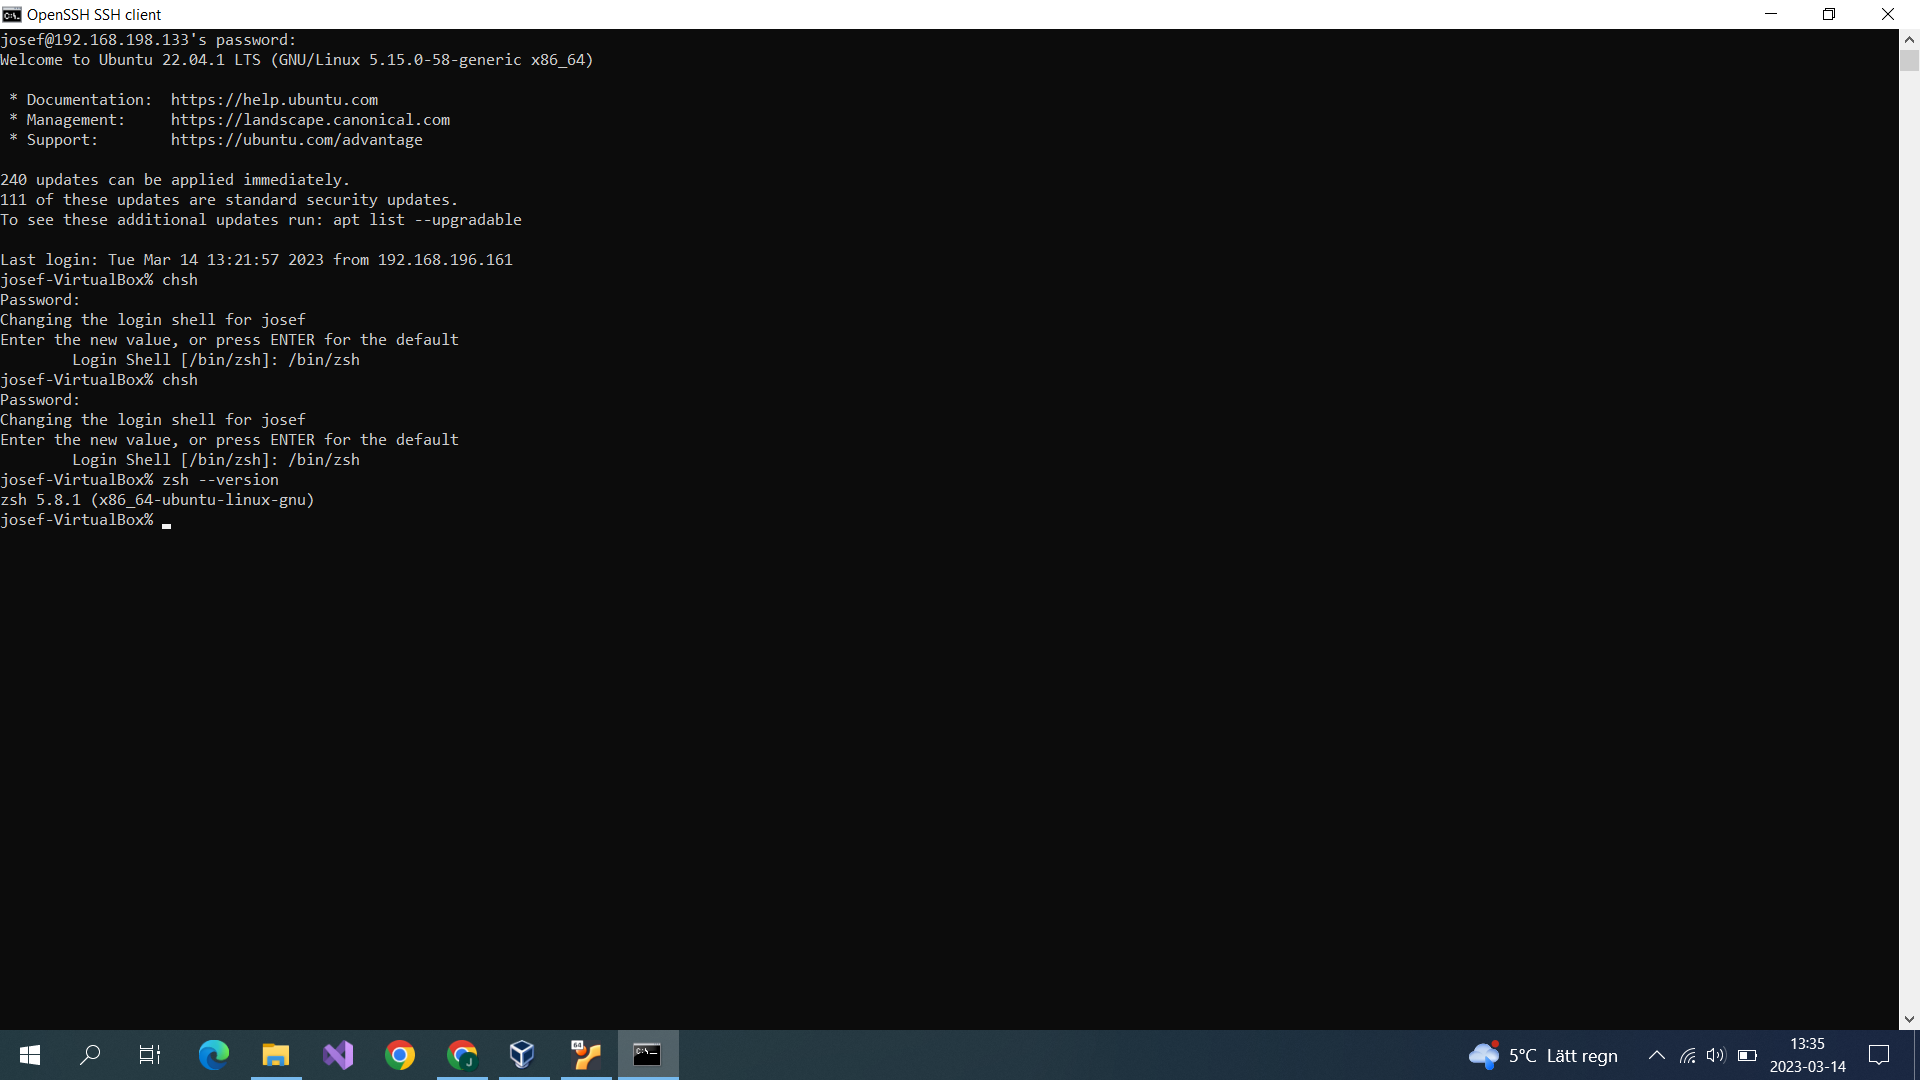 OpenSSH SSH client
josef@192.168.198.133's password:
Welcome to Ubuntu 22.04.1 LTS (GNU/Linux 5.15.0-58-generic x86_64)
* Documentation:  https://help.ubuntu.com
* Management:     https://landscape.canonical.com
* Support:        https://ubuntu.com/advantage
240 updates can be applied immediately.
111 of these updates are standard security updates.
To see these additional updates run: apt list --upgradable
Last login: Tue Mar 14 13:21:57 2023 from 192.168.196.161
josef-VirtualBox% chsh
Password:
Changing the login shell for josef
Enter the new value, or press ENTER for the default
Login Shell [/bin/zsh]: /bin/zsh
josef-VirtualBox% chsh
Password:
Changing the login shell for josef
Enter the new value, or press ENTER for the default
Login Shell [/bin/zsh]: /bin/zsh
josef-VirtualBox% zsh --version
zsh 5.8.1 (x86_64-ubuntu-linux-gnu)
josef-VirtualBox%
64
J
C:\_
5°C Lätt regn
13:35
2023-03-14